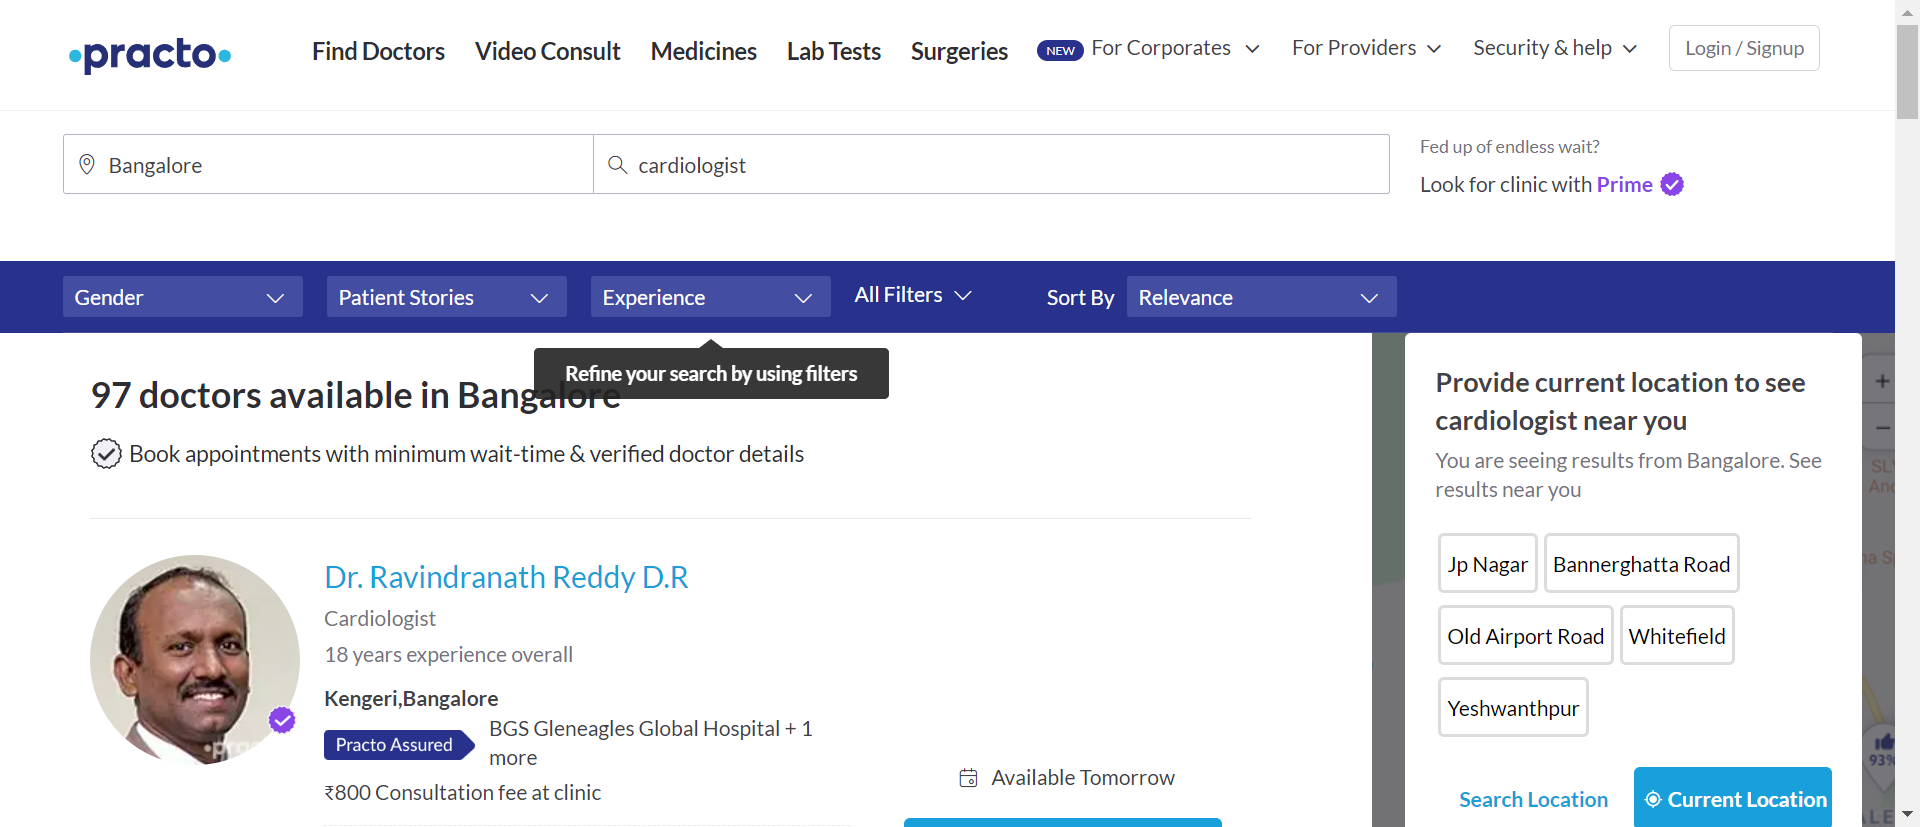 practo
Find Doctors
Video Consult
Medicines
Lab Tests
Surgeries
NEW
For Corporates
For Providers
Security & help
Login / Signup
Bangalore
cardiologist
Fed up of endless wait?
Look for clinic with Prime
Gender
Patient Stories
Experience
All Filters
Sort By
Relevance
Refine your search by using filters
97 doctors available in Bangalore
Book appointments with minimum wait-time & verified doctor details
Dr. Ravindranath Reddy D.R
Cardiologist
18 years experience overall
Kengeri,Bangalore
Practo Assured
BGS Gleneagles Global Hospital + 1
more
₹800 Consultation fee at clinic
Available Tomorrow
Provide current location to see
cardiologist near you
You are seeing results from Bangalore. See
results near you
Jp Nagar
Bannerghatta Road
Old Airport Road
Whitefield
Yeshwanthpur
Search Location
Current Location
93%